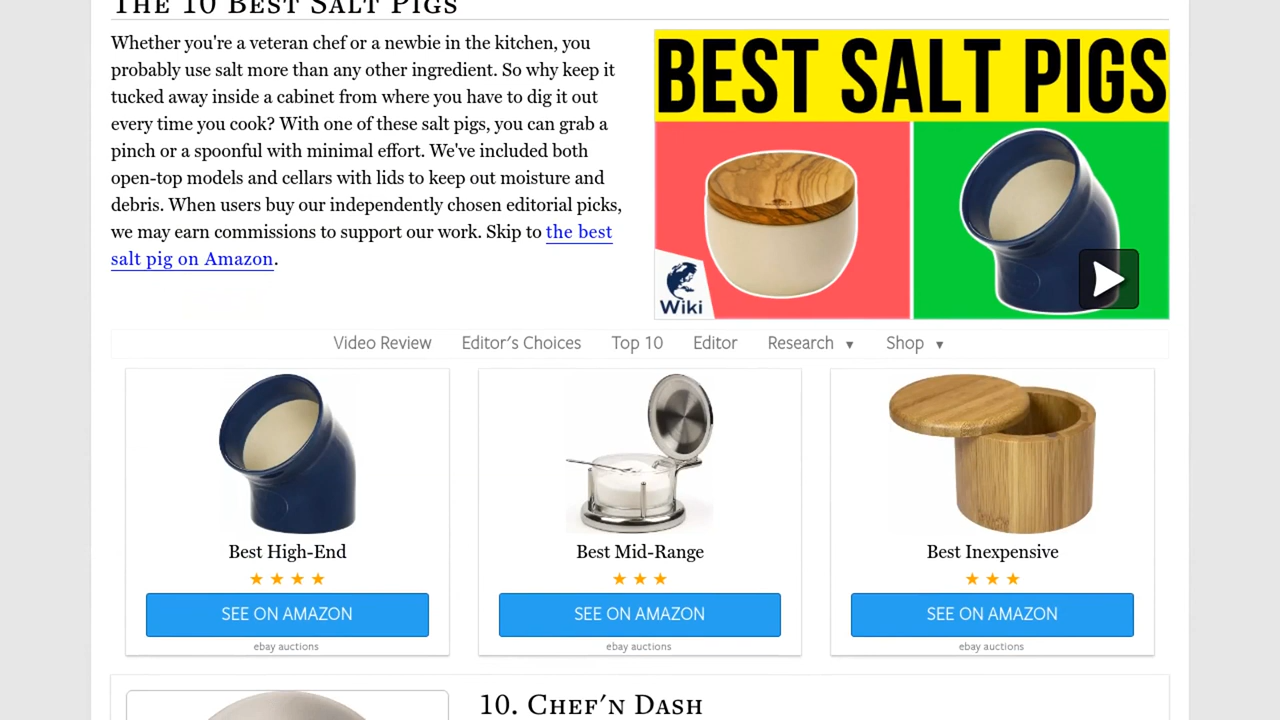 The 10 Best Salt Pigs
Whether you're a veteran chef or a newbie in the kitchen, you
probably use salt more than any other ingredient. So why keep it
tucked away inside a cabinet from where you have to dig it out
every time you cook? With one of these salt pigs, you can grab a
pinch or a spoonful with minimal effort. We've included both
open-top models and cellars with lids to keep out moisture and
debris. When users buy our independently chosen editorial picks,
we may earn commissions to support our work. Skip to the best
salt pig on Amazon.
BEST SALT PIGS
Wiki
Video Review Editor's Choices Top 10 Editor Research ▼ Shop ▼
Best High-End
★ ★ ★ ★
SEE ON AMAZON
ebay auctions
Best Mid-Range
★ ★ ★
SEE ON AMAZON
ebay auctions
Best Inexpensive
★ ★ ★
SEE ON AMAZON
ebay auctions
10. Chef'n Dash